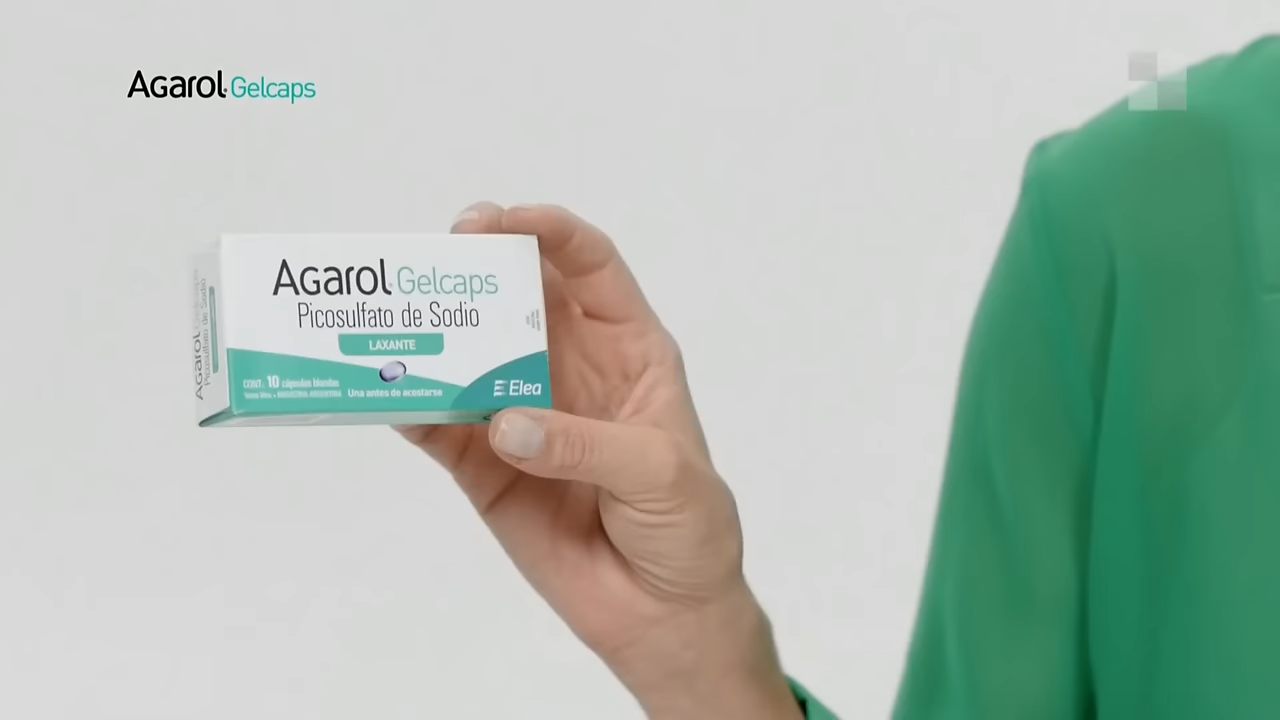 Agarol Gelcaps
Agarol Gelcaps
Picosulfato de Sodio
LAXANTE
CONT. 10 cápsulas blandas
Una antes de acostarse
Elea
Agarol Gelcaps
Picosulfato de Sodio